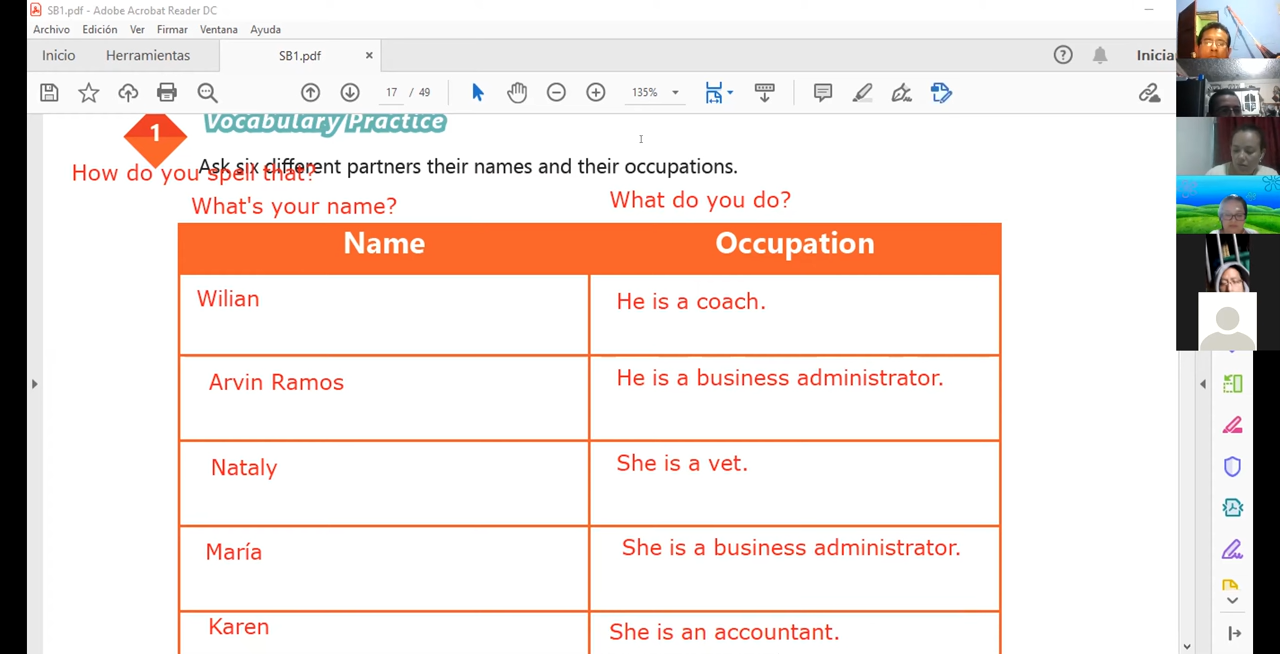 SB1.pdf - Adobe Acrobat Reader DC
Archivo Edición Ver Firmar Ventana Ayuda
Inicio Herramientas SB1.pdf × ? Inicia
17 / 49 135%
1 Vocabulary Practice
Ask six different partners their names and their occupations.
How do you spell that?
What's your name? What do you do?
Name Occupation
Wilian He is a coach.
Arvin Ramos He is a business administrator.
Nataly She is a vet.
María She is a business administrator.
Karen She is an accountant.